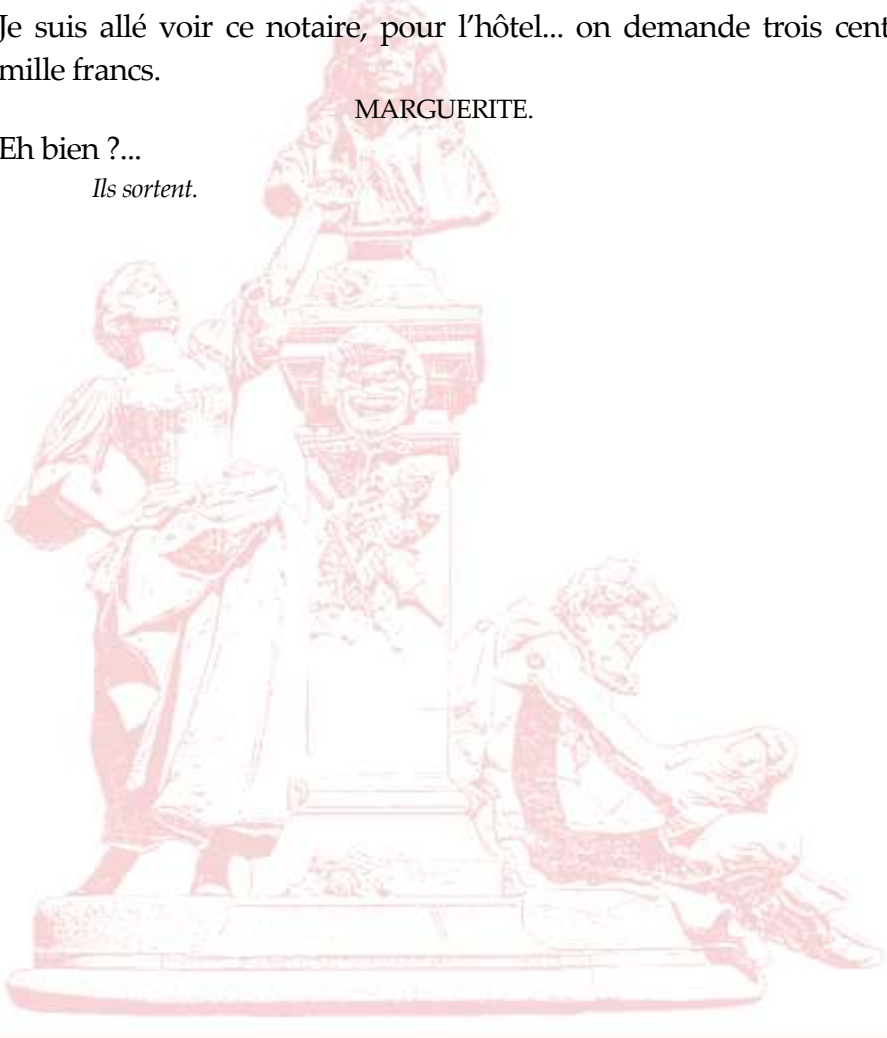 Je suis allé voir ce notaire, pour l’hôtel... on demande trois cent
mille francs.
MARGUERITE.
Eh bien ?...
Ils sortent.